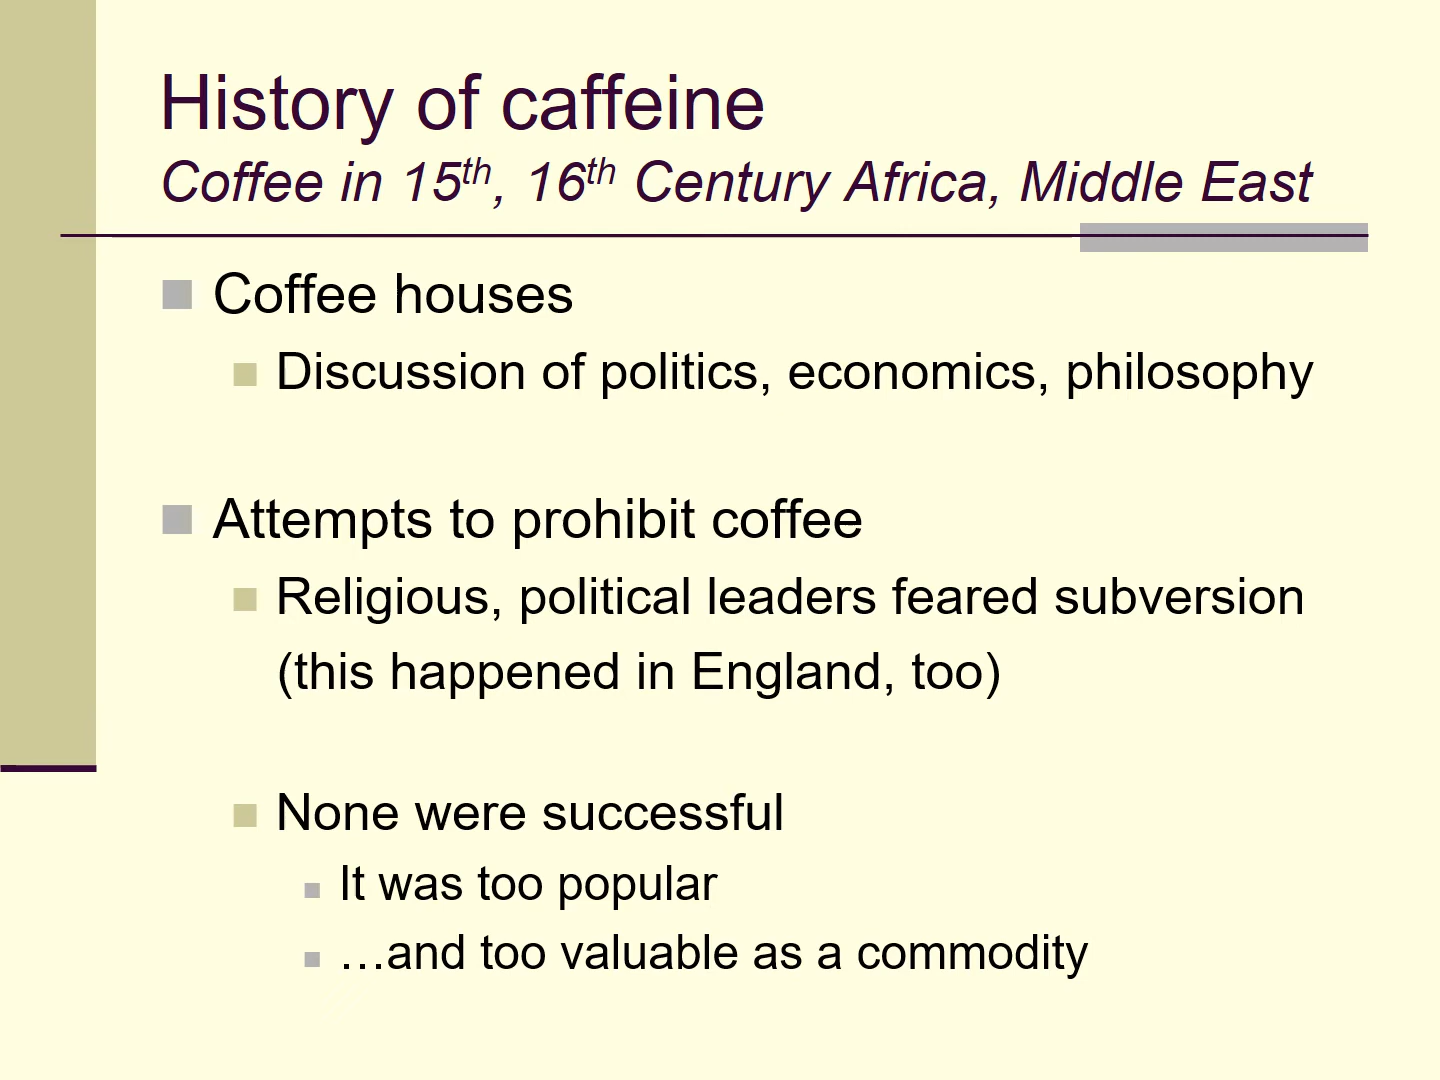 History of caffeine
Coffee in 15th, 16th Century Africa, Middle East
Coffee houses
Discussion of politics, economics, philosophy
Attempts to prohibit coffee
Religious, political leaders feared subversion
(this happened in England, too)
None were successful
It was too popular
…and too valuable as a commodity